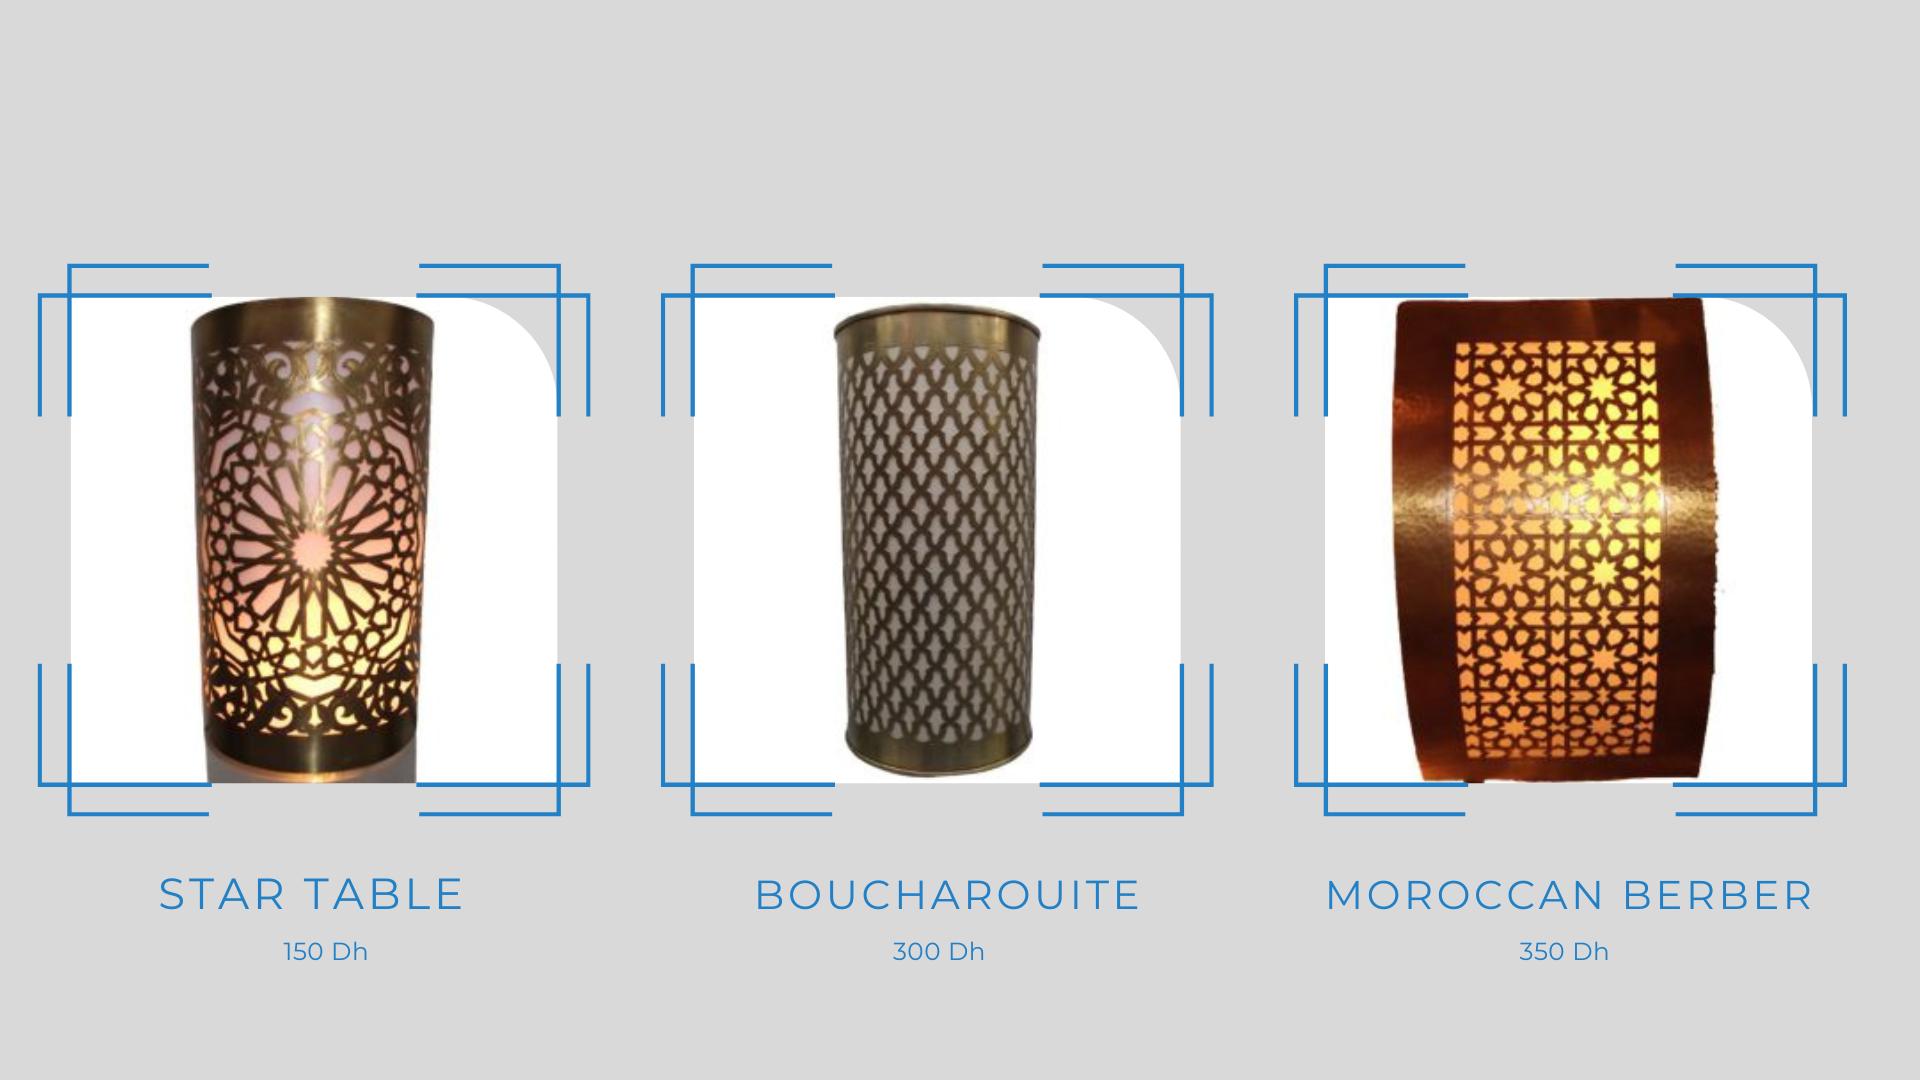 STAR TABLE
150 Dh
BOUCHAROUITE
300 Dh
MOROCCAN BERBER
350 Dh